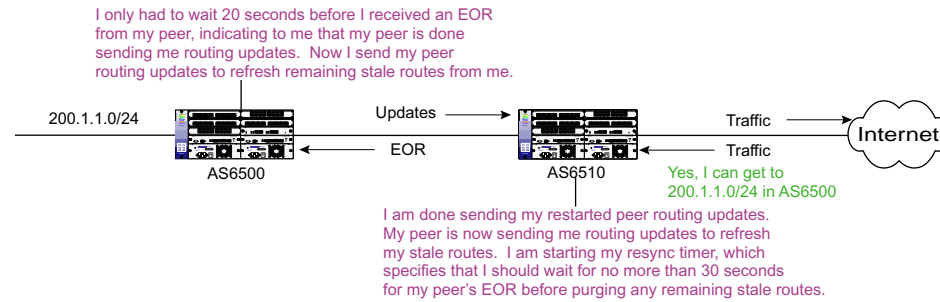 I only had to wait 20 seconds before I received an EOR
from my peer, indicating to me that my peer is done
sending me routing updates. Now I send my peer
routing updates to refresh remaining stale routes from me.
200.1.1.0/24
Updates
Traffic
Internet
EOR
Traffic
AS6500
AS6510
Yes, I can get to
200.1.1.0/24 in AS6500
I am done sending my restarted peer routing updates.
My peer is now sending me routing updates to refresh
my stale routes. I am starting my resync timer, which
specifies that I should wait for no more than 30 seconds
for my peer's EOR before purging any remaining stale routes.